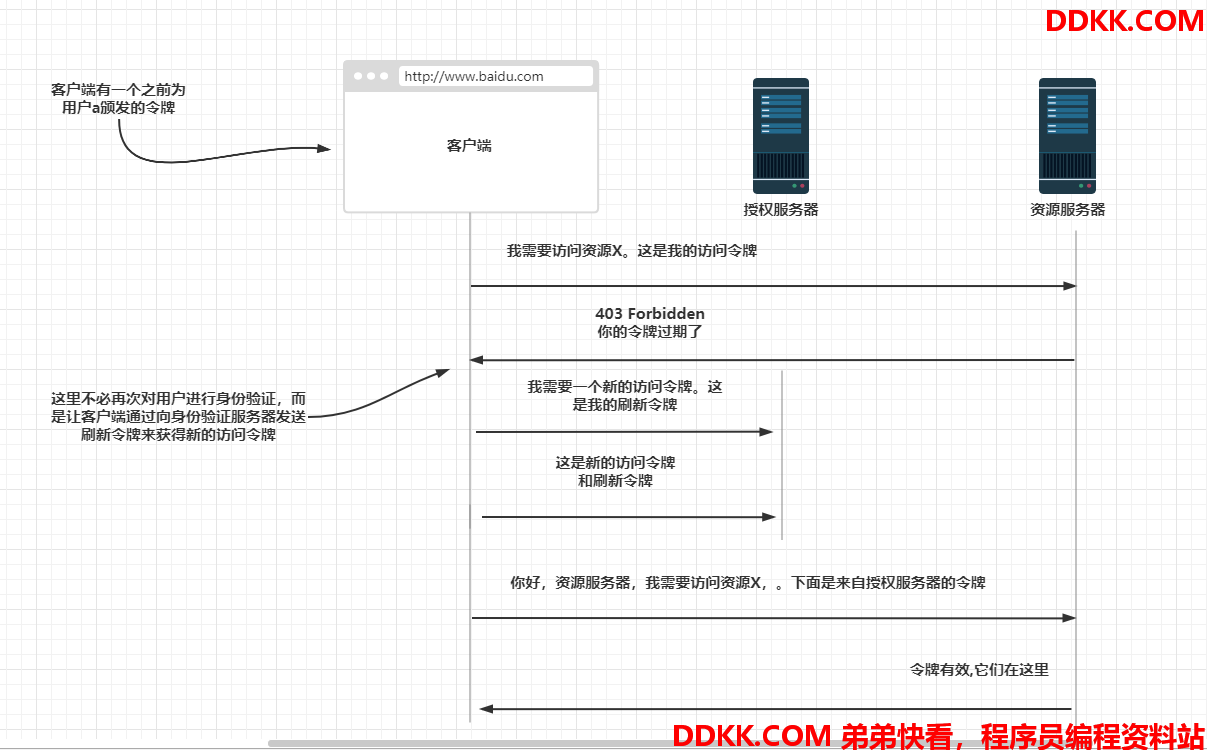 DDKK.COM
http://www.baidu.com
客户端有一个之前为
用户a颁发的令牌
客户端
授权服务器
资源服务器
我需要访问资源X。这是我的访问令牌
403 Forbidden
你的令牌过期了
我需要一个新的访问令牌。这
是我的刷新令牌
这里不必再次对用户进行身份验证，而
是让客户端通过向身份验证服务器发送
刷新令牌来获得新的访问令牌
这是新的访问令牌
和刷新令牌
你好，资源服务器，我需要访问资源X，。下面是来自授权服务器的令牌
令牌有效,它们在这里
DDKK.COM 弟弟快看，程序员编程资料站